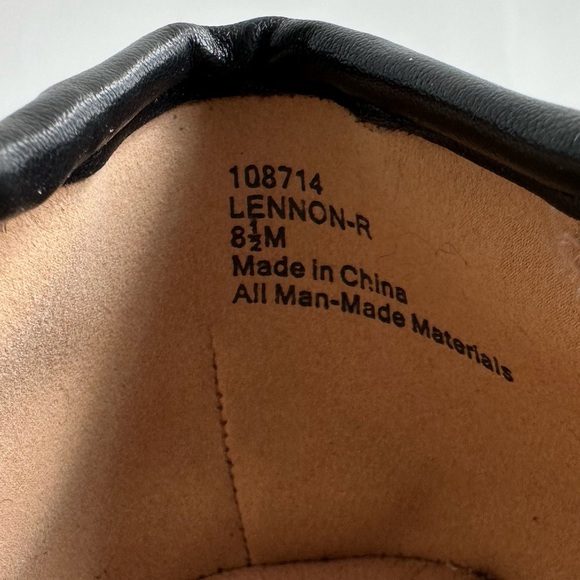 108714
LENNON-R
8½M
Made in China
All Man-Made Materials